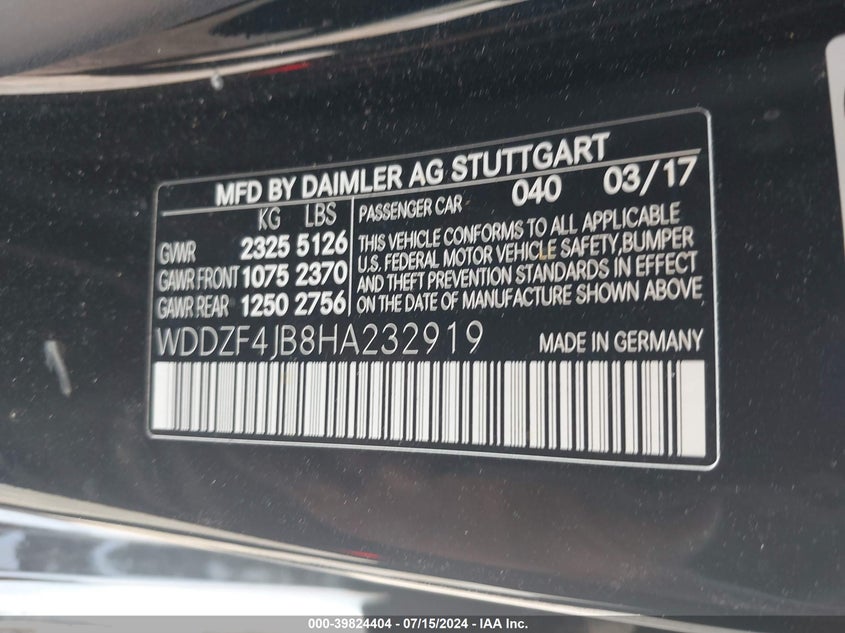 MFD BY DAIMLER AG STUTTGART
KG LBS
GVWR 2325 5126
GAWR FRONT 1075 2370
GAWR REAR 1250 2756
PASSENGER CAR 040 03/17
THIS VEHICLE CONFORMS TO ALL APPLICABLE
U.S. FEDERAL MOTOR VEHICLE SAFETY,BUMPER
AND THEFT PREVENTION STANDARDS IN EFFECT
ON THE DATE OF MANUFACTURE SHOWN ABOVE
WDDZF4JB8HA232919 MADE IN GERMANY
000-39824404 - 07/15/2024 - IAA Inc.